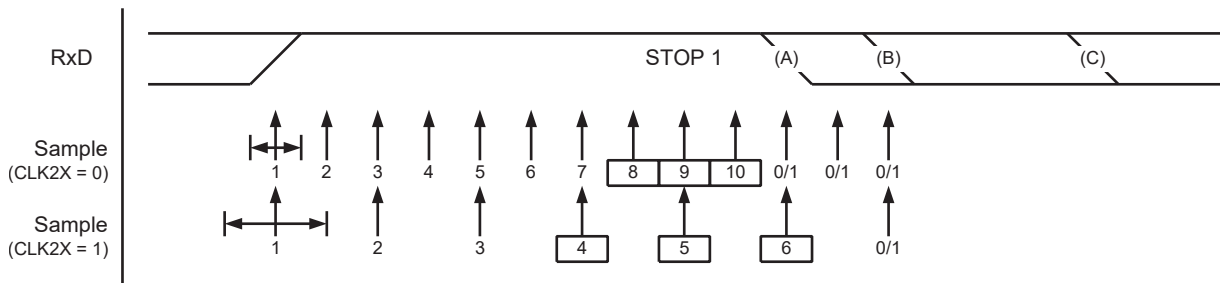 RxD
STOP 1
(A)
(B)
(C)
Sample
(CLK2X = 0)
1 2 3 4 5 6 7 8 9 10 0/1 0/1 0/1
Sample
(CLK2X = 1)
1 2 3 4 5 6 0/1